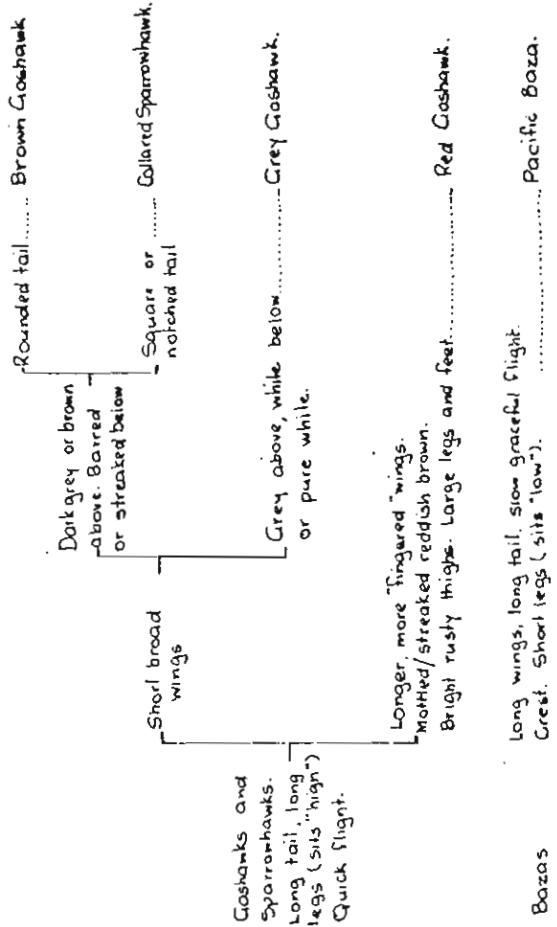 Goshawks and
Sparrowhawks.
Long tail, long
legs (sits "high")
Quick flight.
Short broad
wings
Dark grey or brown
above. Barred
or streaked below
Rounded tail ...... Brown Goshawk
Square or ........ Collared Sparrowhawk.
notched tail
Grey above, white below................. Grey Goshawk.
or pure white.
Longer, more "fingered" wings.
Mottled/streaked reddish brown.
Bright rusty thighs. Large legs and feet.................... Red Goshawk.
Bazas
Long wings, long tail, slow graceful flight.
Crest. Short legs (sits "low"). .................. Pacific Baza.